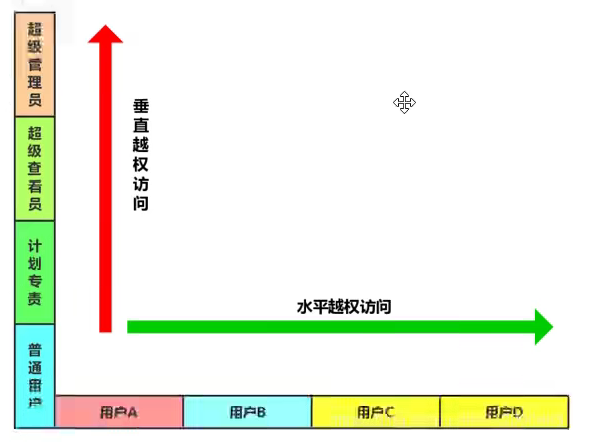 超级管理员
超级查看员
计划专责
普通用户
垂直越权访问
水平越权访问
用户A
用户B
用户C
用户D